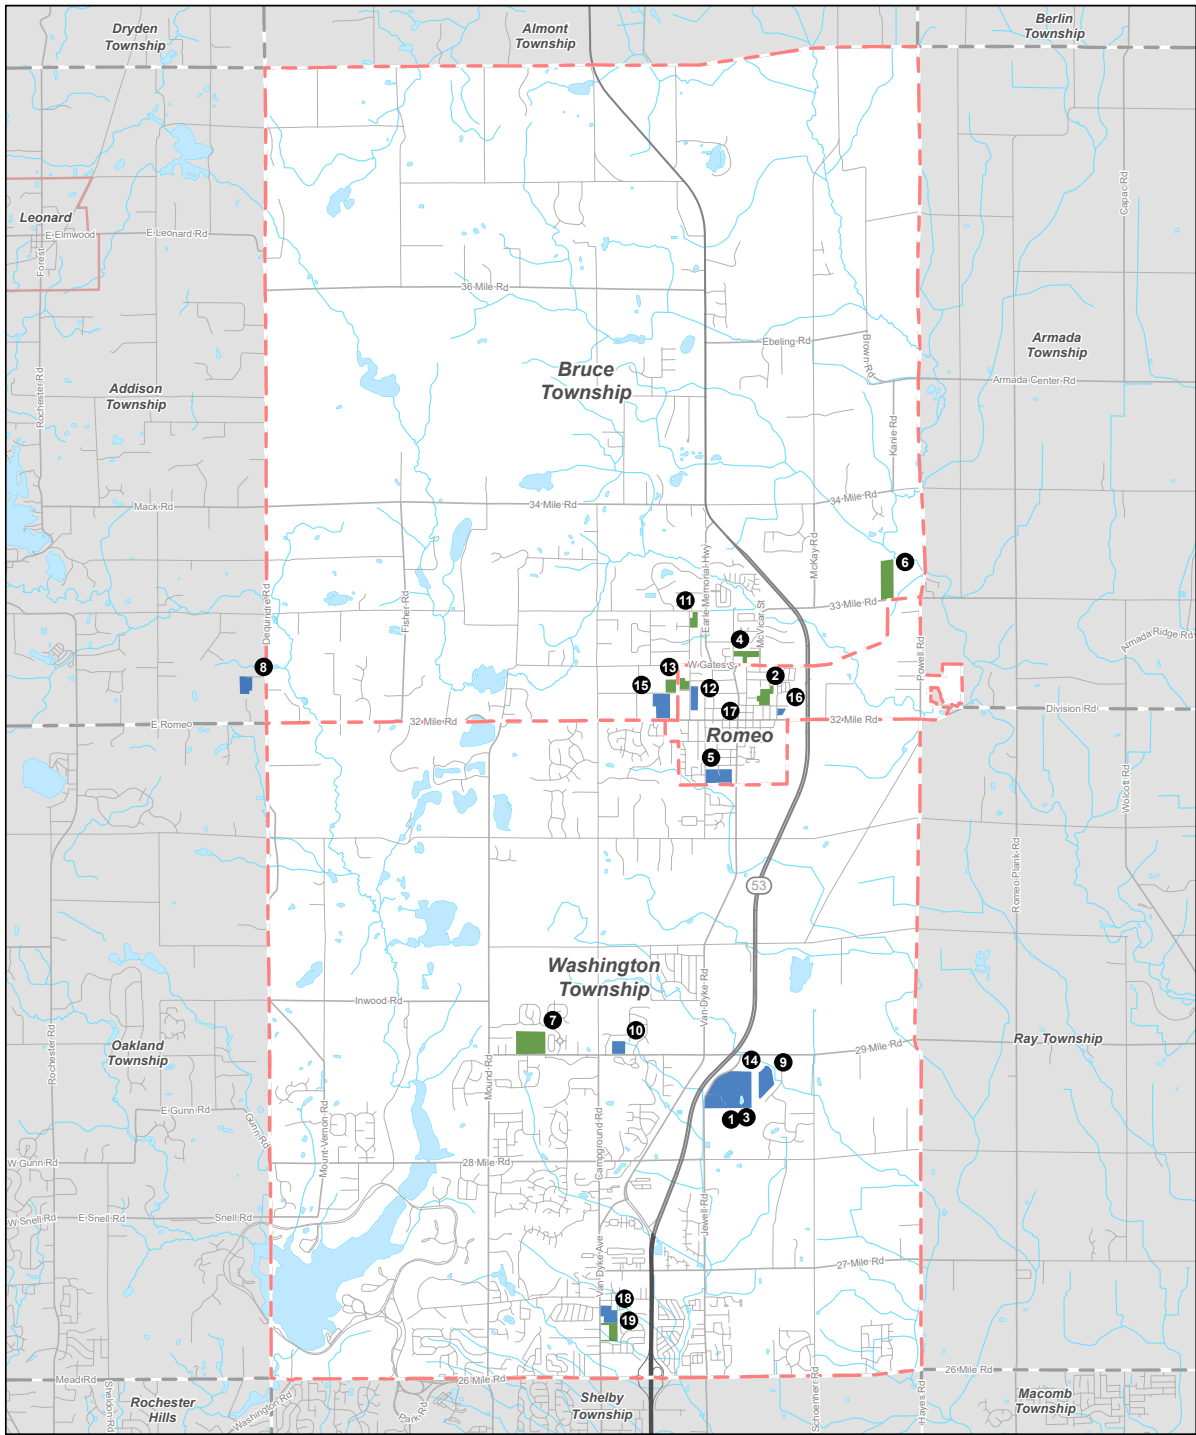 Dryden
Township
Almont
Township
Berlin
Township
Leonard
E Elmwood
E Leonard Rd
Forest
Capac Rd
36 Mile Rd
Ebeling Rd
Brown Rd
Armada
Township
Armada Center Rd
Bruce
Township
Addison
Township
Rochester Rd
Kanie Rd
Mack Rd
34 Mile Rd
34 Mile Rd
Earle Memorial Hwy
McKay Rd
6
Dequindre Rd
Fisher Rd
11
McVicar St
33 Mile Rd
4
Armada Ridge Rd
Powell Rd
8
13
W Gates St
2
15
12
16
17
E Romeo
32 Mile Rd
32 Mile Rd
Division Rd
Romeo
5
Wolcott Rd
Romeo Plank Rd
53
Washington
Township
Van Dyke Rd
Inwood Rd
7
10
Oakland
Township
Rochester Rd
Mound Rd
29 Mile Rd
Ray Township
14
9
1
3
E Gunn Rd
Gunn Rd
Mount Vernon Rd
Campground Rd
W Gunn Rd
28 Mile Rd
W Snell Rd
E Snell Rd
Snell Rd
Jewell Rd
Van Dyke Ave
27 Mile Rd
18
19
Mead Rd
26 Mile Rd
26 Mile Rd
Sheldon Rd
Rochester
Hills
Washington Rd
Park Rd
Shelby
Township
Schoenherr Rd
Hayes Rd
Macomb
Township